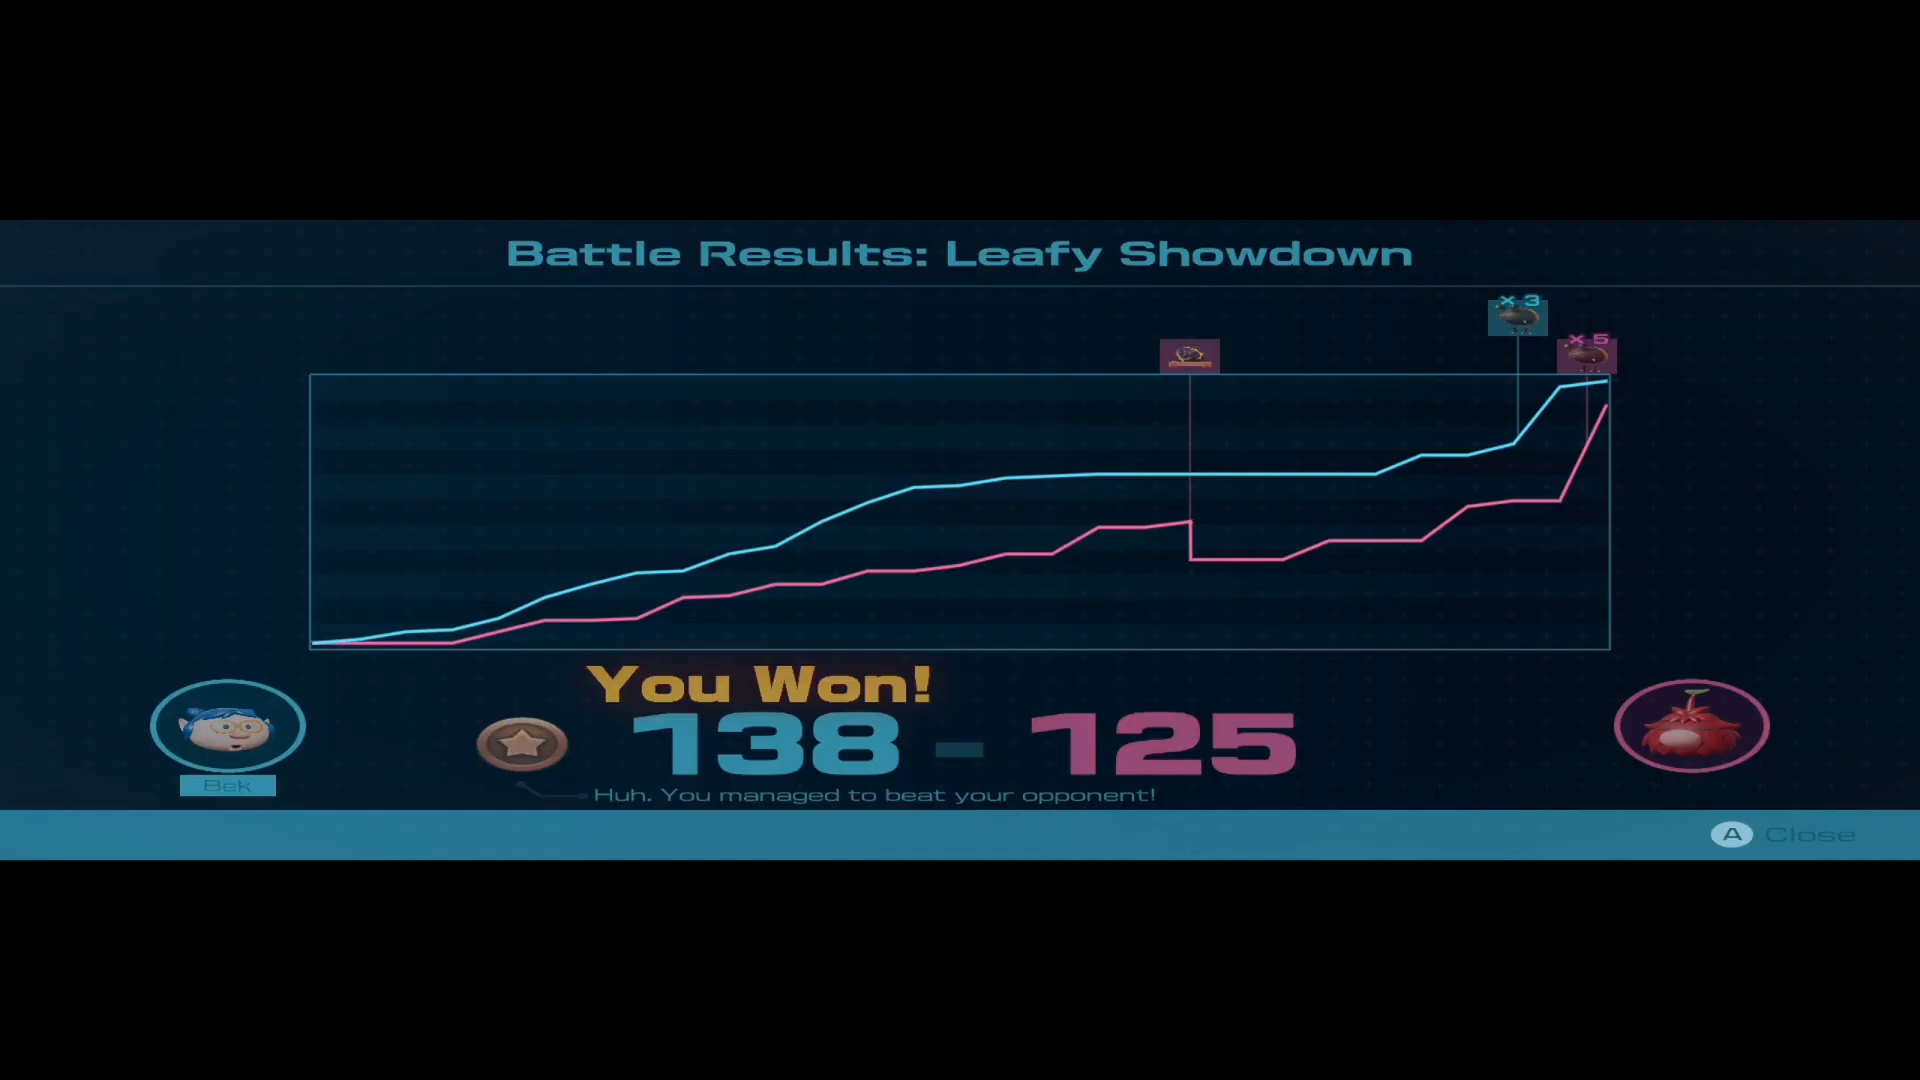 Battle Results: Leafy Showdown
× 3
× 5
You Won!
138 - 125
Bek
Huh. You managed to beat your opponent!
A Close